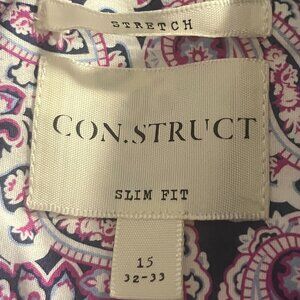 STRETCH
CON.STRUCT
SLIM FIT
15
32-33